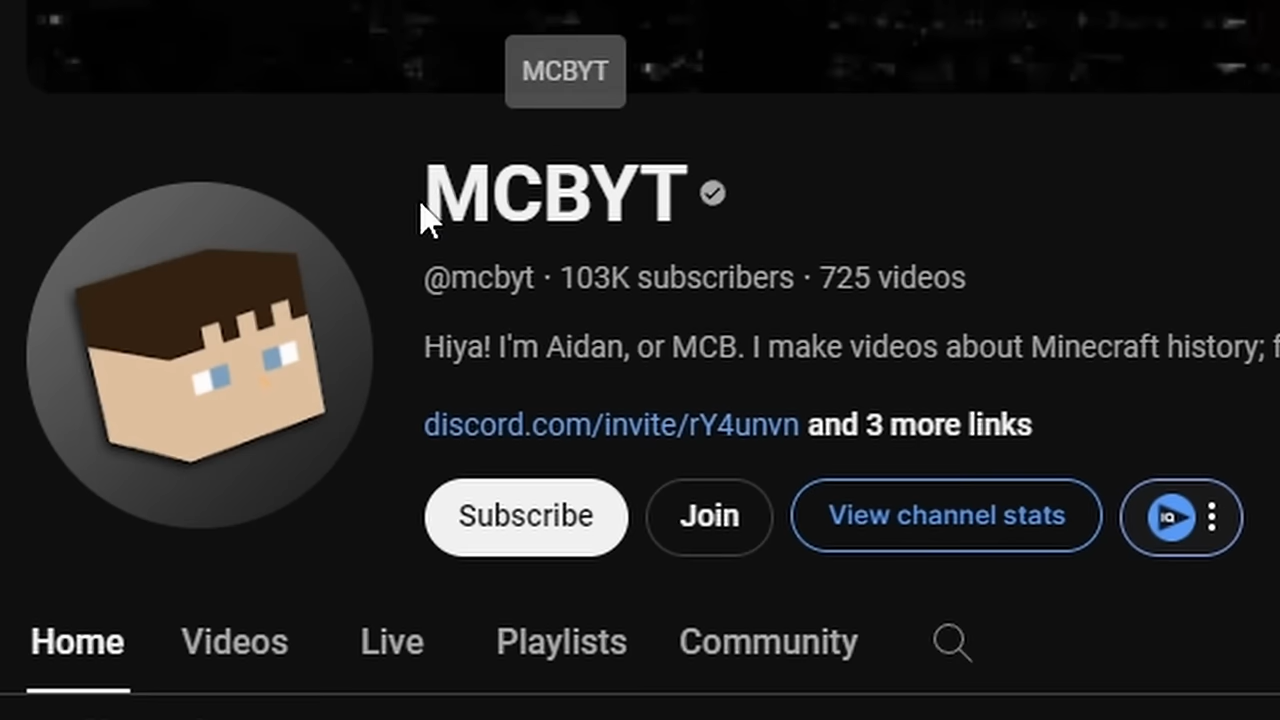 MCBYT
MCBYT
@mcbyt · 103K subscribers · 725 videos
Hiya! I'm Aidan, or MCB. I make videos about Minecraft history;
discord.com/invite/rY4unvn and 3 more links
Subscribe Join View channel stats IQ
Home Videos Live Playlists Community